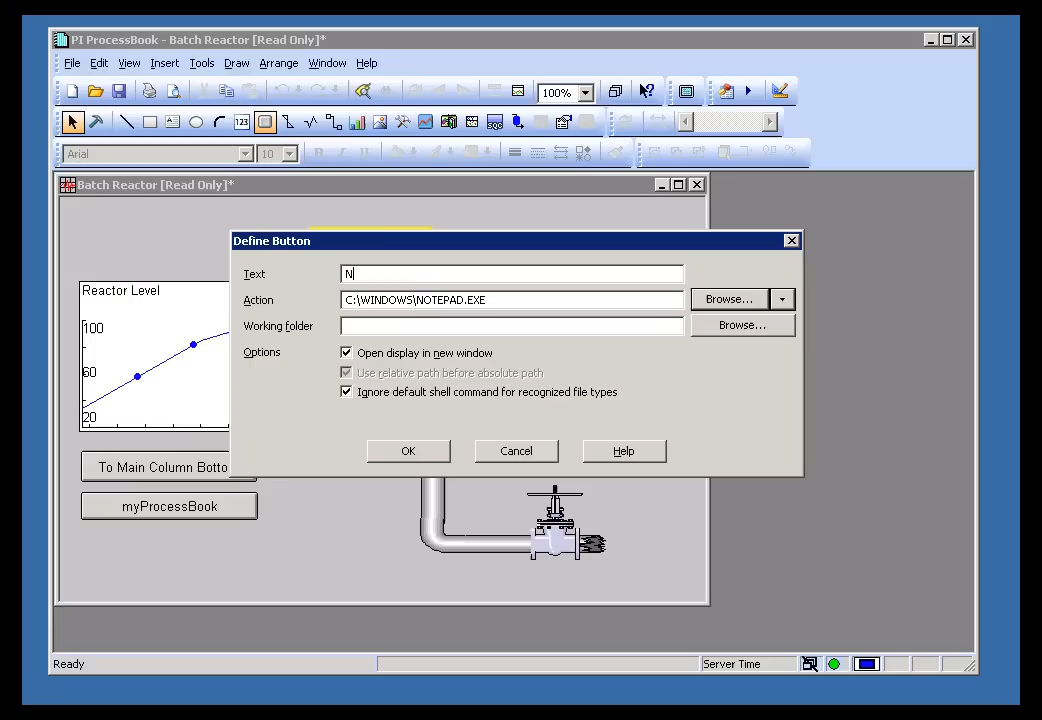 PI ProcessBook - Batch Reactor [Read Only]*
File Edit View Insert Tools Draw Arrange Window Help
100%
123
SQC
Arial 10 B I U
Batch Reactor [Read Only]*
Define Button
Text N
Action C:\WINDOWS\NOTEPAD.EXE Browse...
Working folder Browse...
Options Open display in new window
Use relative path before absolute path
Ignore default shell command for recognized file types
OK Cancel Help
Reactor Level
100
60
20
To Main Column Botto
myProcessBook
Ready Server Time